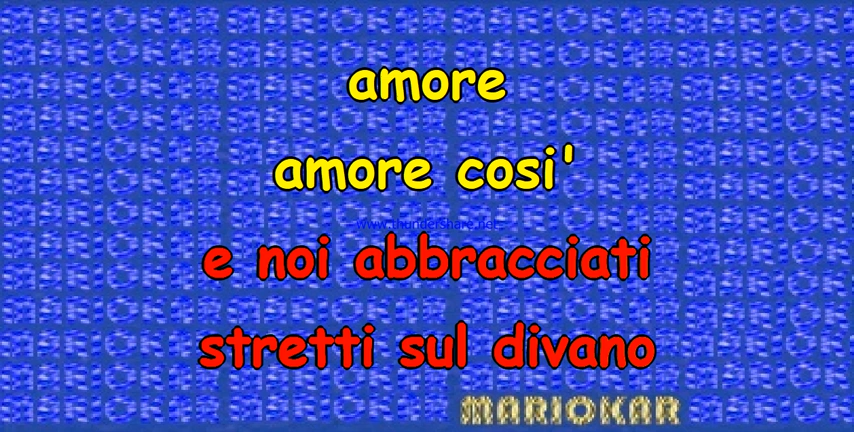 amore
amore cosi'
www.thundershare.net
e noi abbracciati
stretti sul divano
MARIOKAR